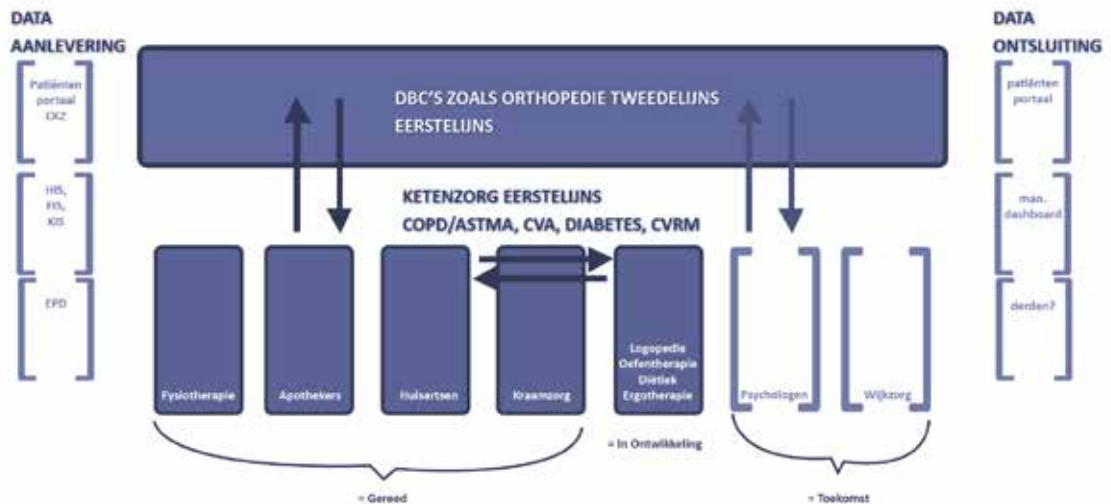 DATA
AANLEVERING
Patiënten
portaal
CKZ
HIS,
FIS,
KIS
EPD
DBC'S ZOALS ORTHOPEDIE TWEEDELIJNS
EERSTELIJNS
KETENZORG EERSTELIJNS
COPD/ASTMA, CVA, DIABETES, CVRM
Fysiotherapie
Apothekers
Huisartsen
Kraamzorg
Logopedie
Oefentherapie
Diëtiek
Ergotherapie
Psychologen
Wijkzorg
= Gereed
= In Ontwikkeling
= Toekomst
DATA
ONTSLUITING
patiënten
portaal
man.
dashboard
derden?